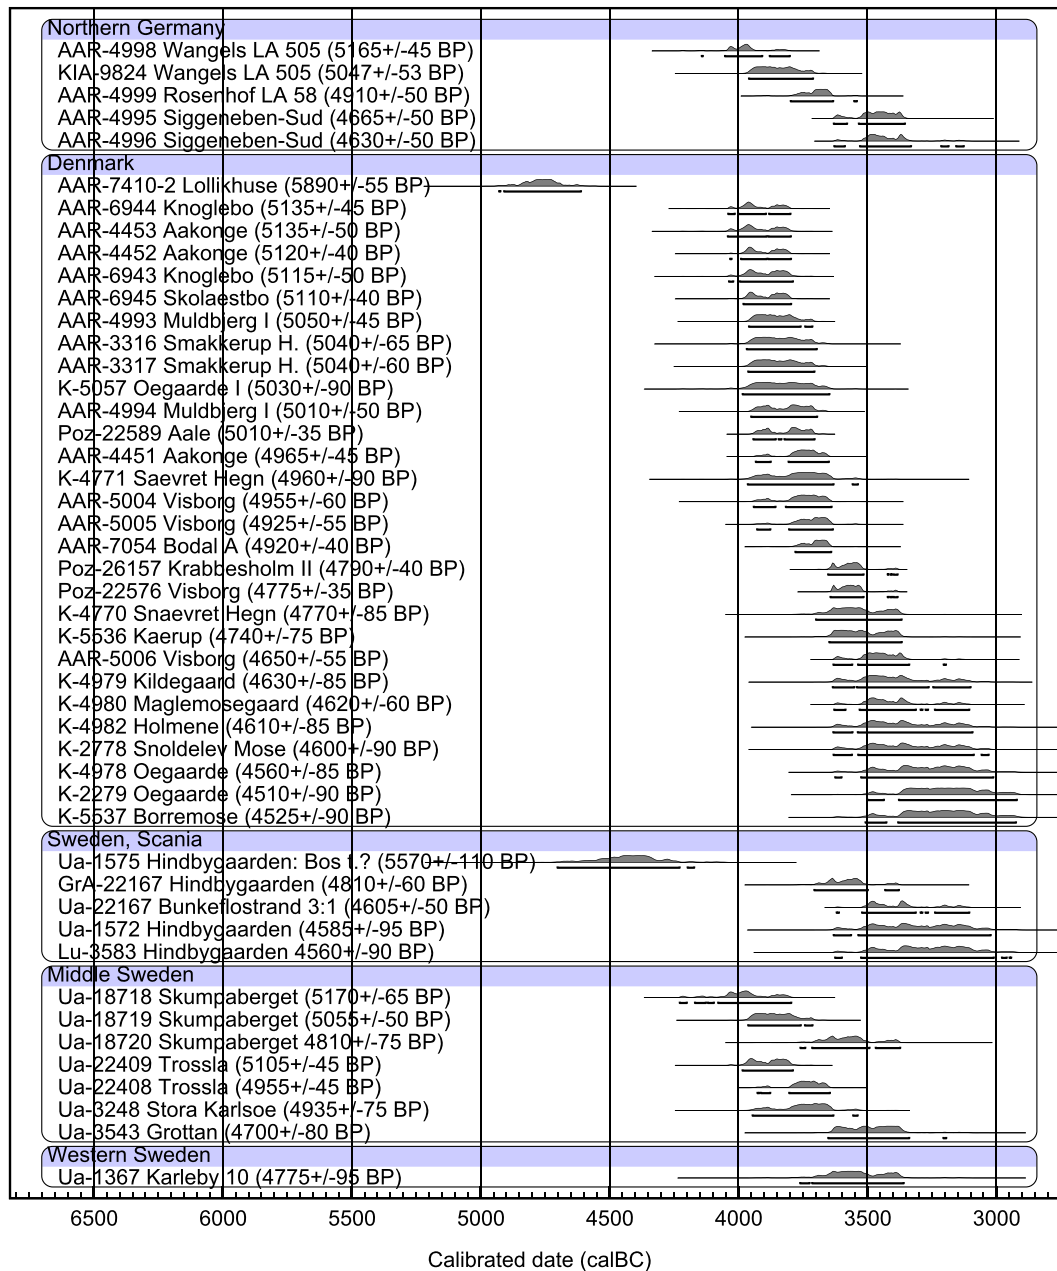 Northern Germany
AAR-4998 Wangels LA 505 (5165+/-45 BP)
KIA-9824 Wangels LA 505 (5047+/-53 BP)
AAR-4999 Rosenhof LA 58 (4910+/-50 BP)
AAR-4995 Siggeneben-Sud (4665+/-50 BP)
AAR-4996 Siggeneben-Sud (4630+/-50 BP)
Denmark
AAR-7410-2 Lollikhuse (5890+/-55 BP)
AAR-6944 Knoglebo (5135+/-45 BP)
AAR-4453 Aakonge (5135+/-50 BP)
AAR-4452 Aakonge (5120+/-40 BP)
AAR-6943 Knoglebo (5115+/-50 BP)
AAR-6945 Skolaestbo (5110+/-40 BP)
AAR-4993 Muldbjerg I (5050+/-45 BP)
AAR-3316 Smakkerup H. (5040+/-65 BP)
AAR-3317 Smakkerup H. (5040+/-60 BP)
K-5057 Oegaarde I (5030+/-90 BP)
AAR-4994 Muldbjerg I (5010+/-50 BP)
Poz-22589 Aale (5010+/-35 BP)
AAR-4451 Aakonge (4965+/-45 BP)
K-4771 Saevret Hegn (4960+/-90 BP)
AAR-5004 Visborg (4955+/-60 BP)
AAR-5005 Visborg (4925+/-55 BP)
AAR-7054 Bodal A (4920+/-40 BP)
Poz-26157 Krabbesholm II (4790+/-40 BP)
Poz-22576 Visborg (4775+/-35 BP)
K-4770 Snaevret Hegn (4770+/-85 BP)
K-5536 Kaerup (4740+/-75 BP)
AAR-5006 Visborg (4650+/-55 BP)
K-4979 Kildegaard (4630+/-85 BP)
K-4980 Maglemosegaard (4620+/-60 BP)
K-4982 Holmene (4610+/-85 BP)
K-2778 Snoldelev Mose (4600+/-90 BP)
K-4978 Oegaarde (4560+/-85 BP)
K-2279 Oegaarde (4510+/-90 BP)
K-5537 Borremose (4525+/-90 BP)
Sweden, Scania
Ua-1575 Hindbygaarden: Bos t.? (5570+/-110 BP)
GrA-22167 Hindbygaarden (4810+/-60 BP)
Ua-22167 Bunkeflostrand 3:1 (4605+/-50 BP)
Ua-1572 Hindbygaarden (4585+/-95 BP)
Lu-3583 Hindbygaarden 4560+/-90 BP)
Middle Sweden
Ua-18718 Skumpaberget (5170+/-65 BP)
Ua-18719 Skumpaberget (5055+/-50 BP)
Ua-18720 Skumpaberget 4810+/-75 BP)
Ua-22409 Trossla (5105+/-45 BP)
Ua-22408 Trossla (4955+/-45 BP)
Ua-3248 Stora Karlsoe (4935+/-75 BP)
Ua-3543 Grottan (4700+/-80 BP)
Western Sweden
Ua-1367 Karleby 10 (4775+/-95 BP)
6500 6000 5500 5000 4500 4000 3500 3000
Calibrated date (calBC)